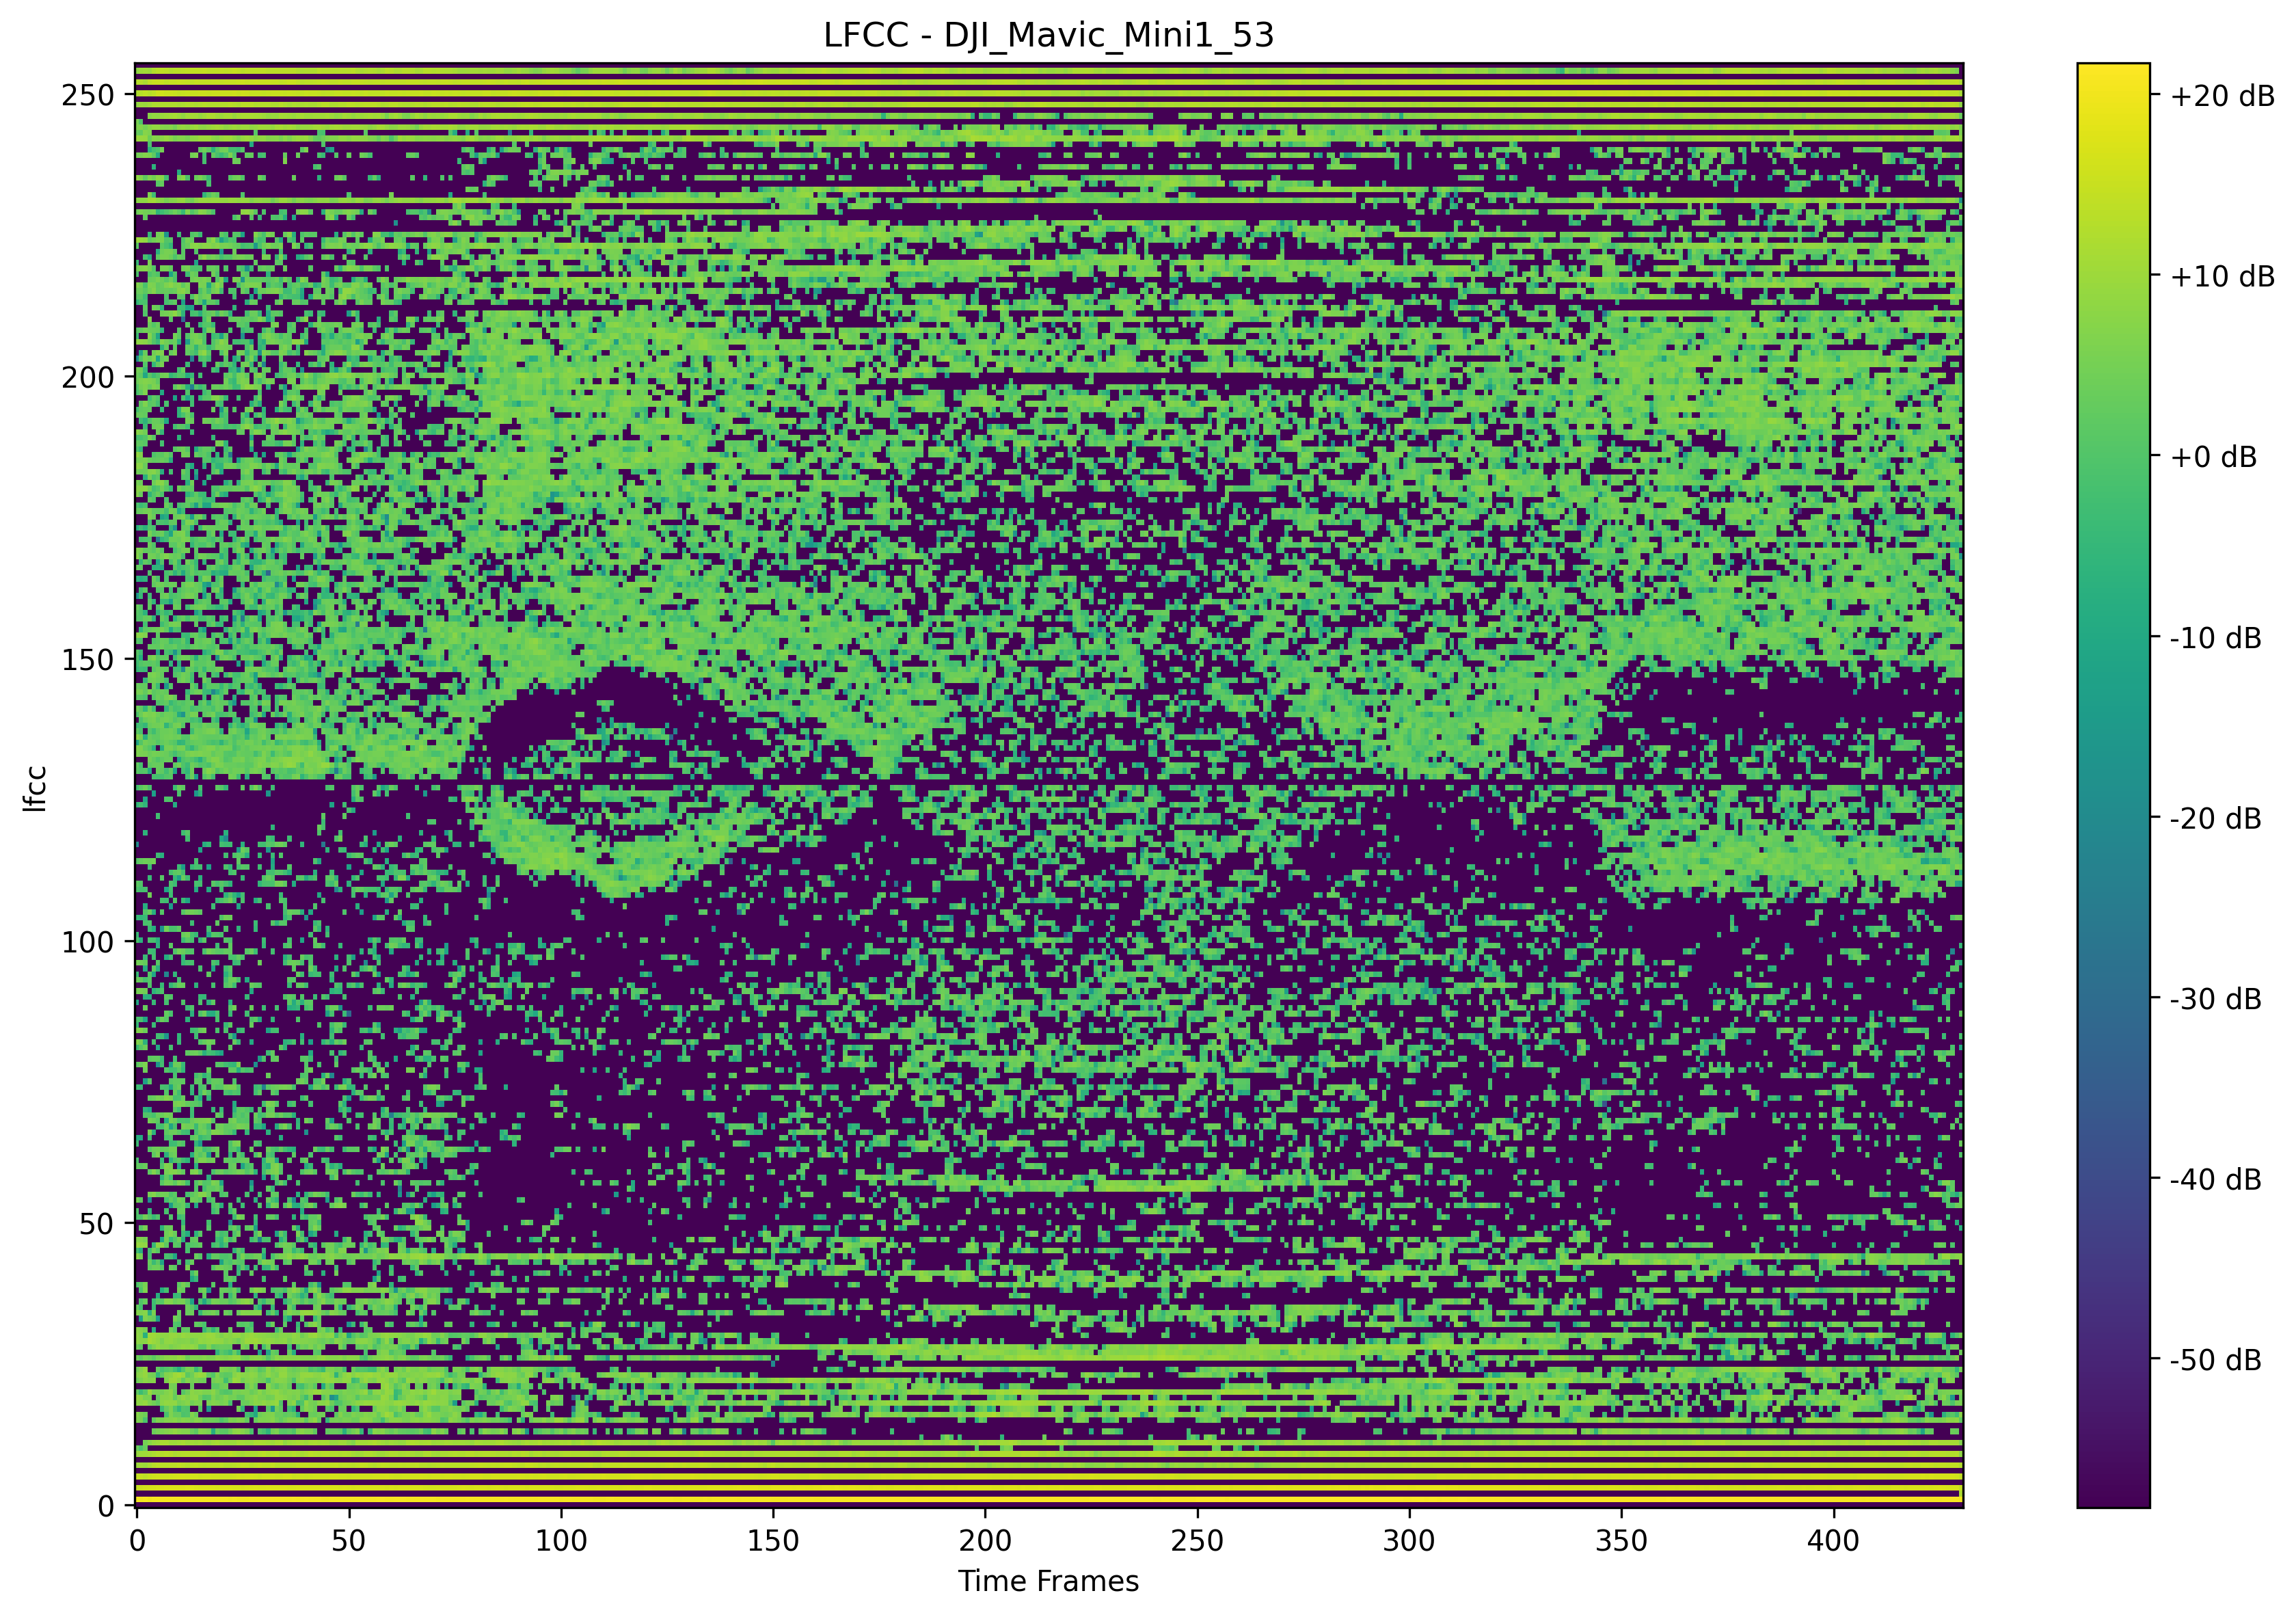 LFCC - DJI_Mavic_Mini1_53
250
200
150
100
50
0
lfcc
0 50 100 150 200 250 300 350 400
Time Frames
+20 dB
+10 dB
+0 dB
-10 dB
-20 dB
-30 dB
-40 dB
-50 dB